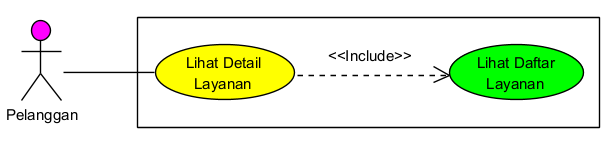 <<Include>>
Lihat Detail
Layanan
Lihat Daftar
Layanan
Pelanggan